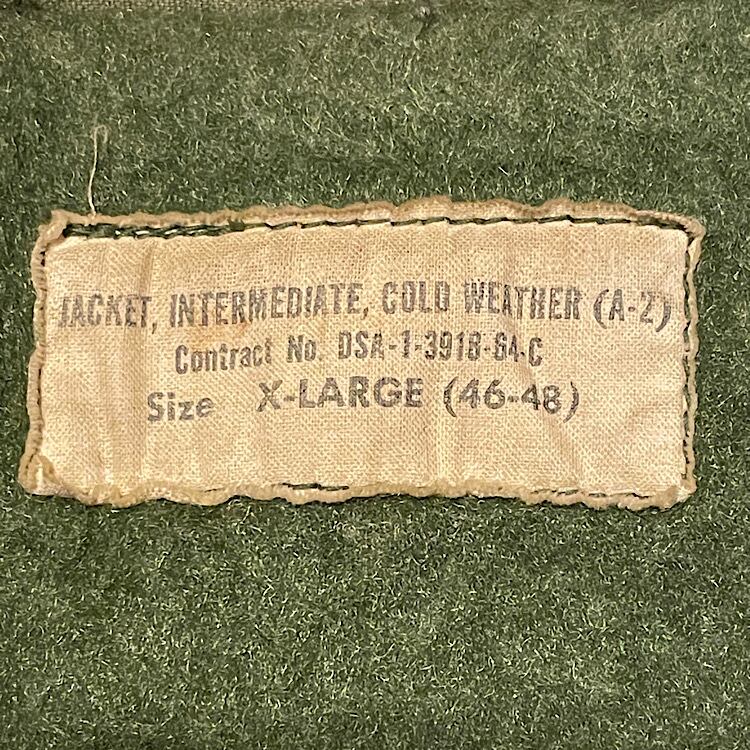 JACKET, INTERMEDIATE, COLD WEATHER (A-2)
Contract No. DSA-1-3918-64-C
Size X-LARGE (46-48)